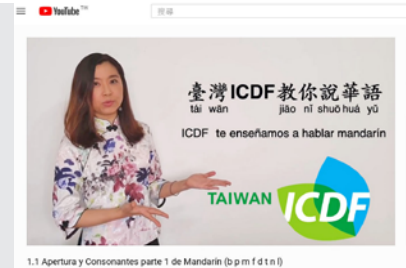 YouTube TW
搜尋
臺灣ICDF教你說華語
tái wān jiāo nǐ shuō huá yǔ
ICDF te enseñamos a hablar mandarín
TAIWAN ICDF
1.1 Apertura y Consonantes parte 1 de Mandarín (b p m f d t n l)